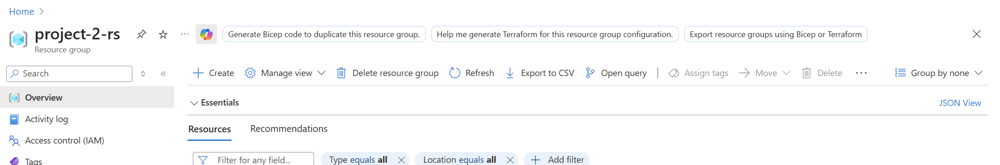 Home
project-2-rs
Resource group
Generate Bicep code to duplicate this resource group.
Help me generate Terraform for this resource group configuration.
Export resource groups using Bicep or Terraform
Search
Create
Manage view
Delete resource group
Refresh
Export to CSV
Open query
Assign tags
Move
Delete
Group by none
Overview
Activity log
Access control (IAM)
Tags
Essentials
JSON View
Resources
Recommendations
Filter for any field...
Type equals all
Location equals all
Add filter